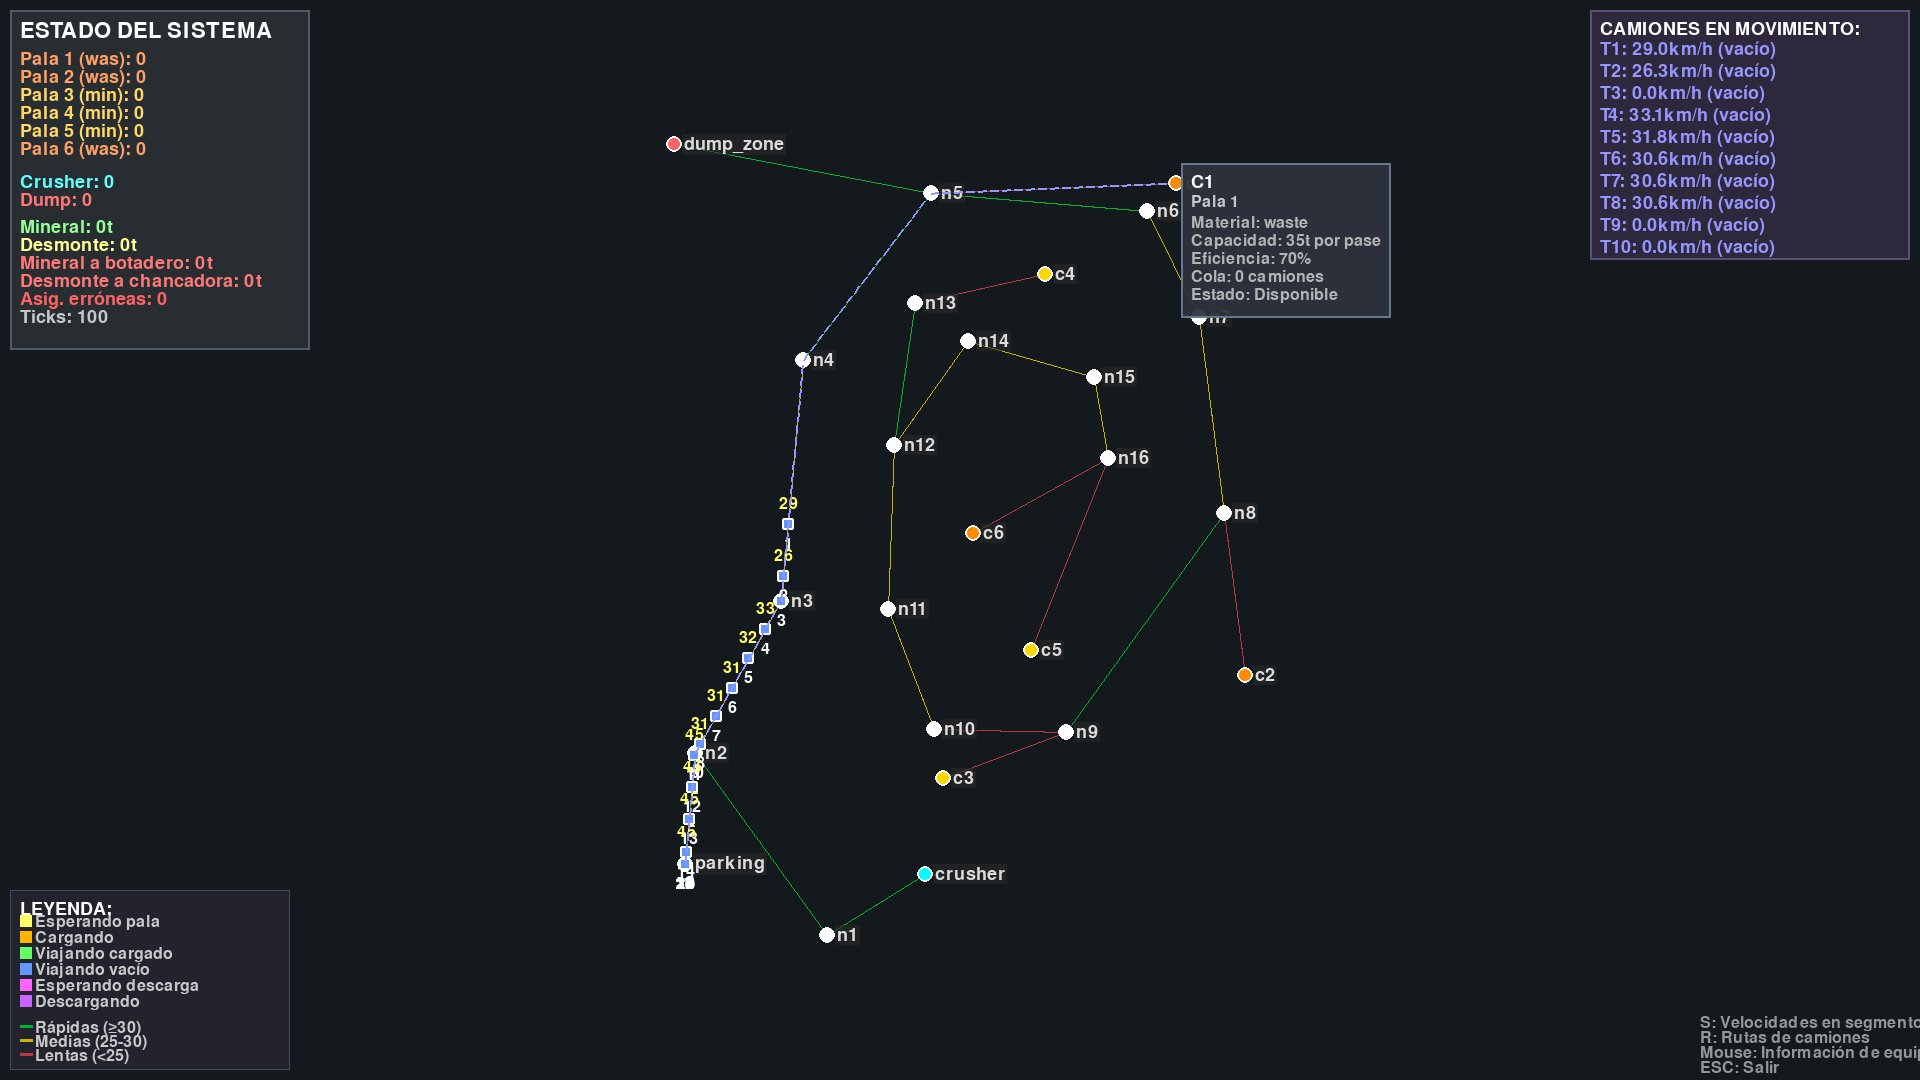 ESTADO DEL SISTEMA
Pala 1 (was): 0
Pala 2 (was): 0
Pala 3 (min): 0
Pala 4 (min): 0
Pala 5 (min): 0
Pala 6 (was): 0
Crusher: 0
Dump: 0
Mineral: 0t
Desmonte: 0t
Mineral a botadero: 0t
Desmonte a chancadora: 0t
Asig. erróneas: 0
Ticks: 100
CAMIONES EN MOVIMIENTO:
T1: 29.0km/h (vacío)
T2: 26.3km/h (vacío)
T3: 0.0km/h (vacío)
T4: 33.1km/h (vacío)
T5: 31.8km/h (vacío)
T6: 30.6km/h (vacío)
T7: 30.6km/h (vacío)
T8: 30.6km/h (vacío)
T9: 0.0km/h (vacío)
T10: 0.0km/h (vacío)
dump_zone
n5
n6
C1
Pala 1
Material: waste
Capacidad: 35t por pase
Eficiencia: 70%
Cola: 0 camiones
Estado: Disponible
c4
n13
n7
n14
n4
n15
n12
n16
29
1
n8
c6
26
n3
33
3
n11
32
4
c5
31
5
c2
31
6
31
7
n10
n9
n2
45
c3
12
45
13
parking
crusher
n1
LEYENDA:
Esperando pala
Cargando
Viajando cargado
Viajando vacío
Esperando descarga
Descargando
Rápidas (≥30)
Medias (25-30)
Lentas (<25)
S: Velocidades en segmento
R: Rutas de camiones
Mouse: Información de equip
ESC: Salir